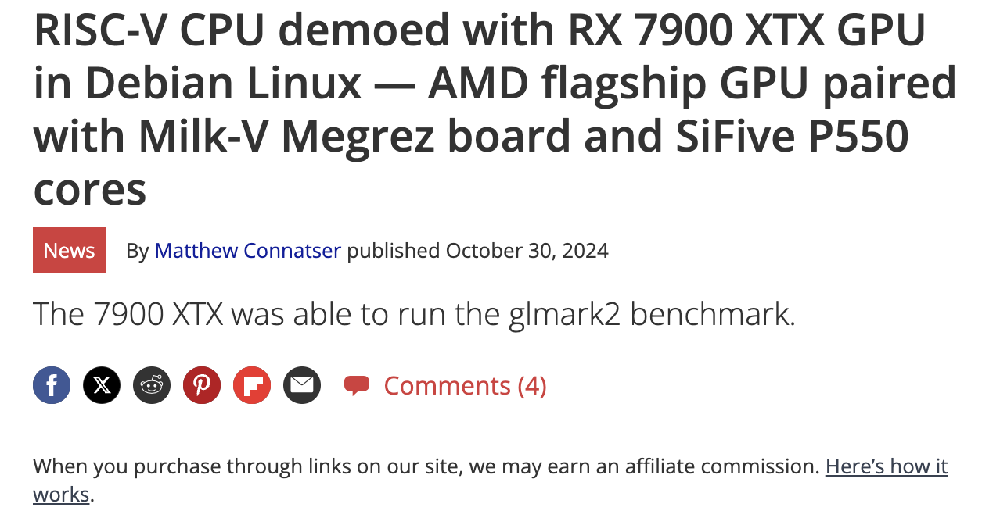 RISC-V CPU demoed with RX 7900 XTX GPU
in Debian Linux — AMD flagship GPU paired
with Milk-V Megrez board and SiFive P550
cores
News By Matthew Connatser published October 30, 2024
The 7900 XTX was able to run the glmark2 benchmark.
Comments (4)
When you purchase through links on our site, we may earn an affiliate commission. Here’s how it
works.